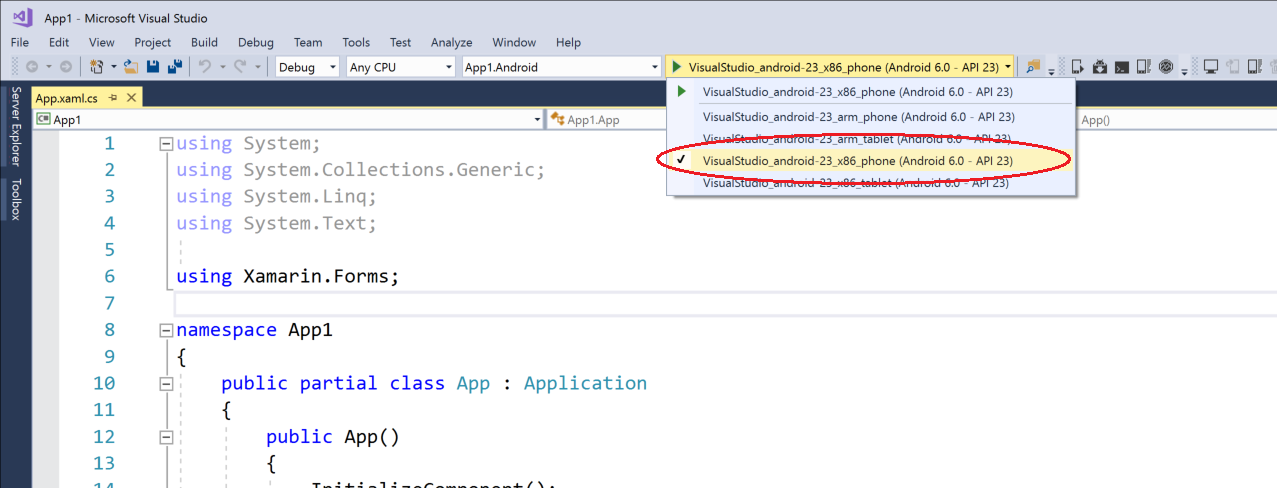 App1 - Microsoft Visual Studio
File Edit View Project Build Debug Team Tools Test Analyze Window Help
Debug Any CPU App1.Android VisualStudio_android-23_x86_phone (Android 6.0 - API 23)
VisualStudio_android-23_x86_phone (Android 6.0 - API 23)
VisualStudio_android-23_arm_phone (Android 6.0 - API 23)
VisualStudio_android-23_arm_tablet (Android 6.0 - API 23)
VisualStudio_android-23_x86_phone (Android 6.0 - API 23)
VisualStudio_android-23_x86_tablet (Android 6.0 - API 23)
Server Explorer
Toolbox
App.xaml.cs
App1 App1.App App()
1 using System;
2 using System.Collections.Generic;
3 using System.Linq;
4 using System.Text;
5
6 using Xamarin.Forms;
7
8 namespace App1
9 {
10 public partial class App : Application
11 {
12 public App()
13 {
14 InitializeComponent();